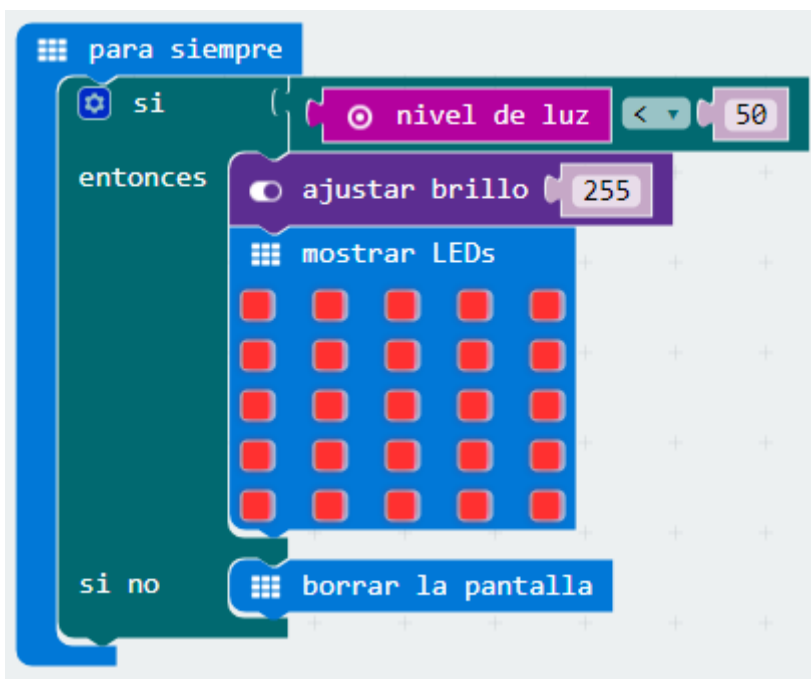 para siempre
si nivel de luz < 50
entonces ajustar brillo 255
mostrar LEDs
si no borrar la pantalla